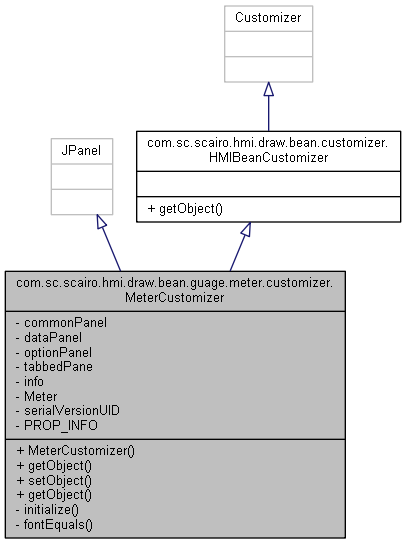 Customizer
com.sc.scairo.hmi.draw.bean.customizer.
HMIBeanCustomizer
+ getObject()
JPanel
com.sc.scairo.hmi.draw.bean.guage.meter.customizer.
MeterCustomizer
- commonPanel
- dataPanel
- optionPanel
- tabbedPane
- info
- Meter
- serialVersionUID
- PROP_INFO
+ MeterCustomizer()
+ getObject()
+ setObject()
+ getObject()
- initialize()
- fontEquals()